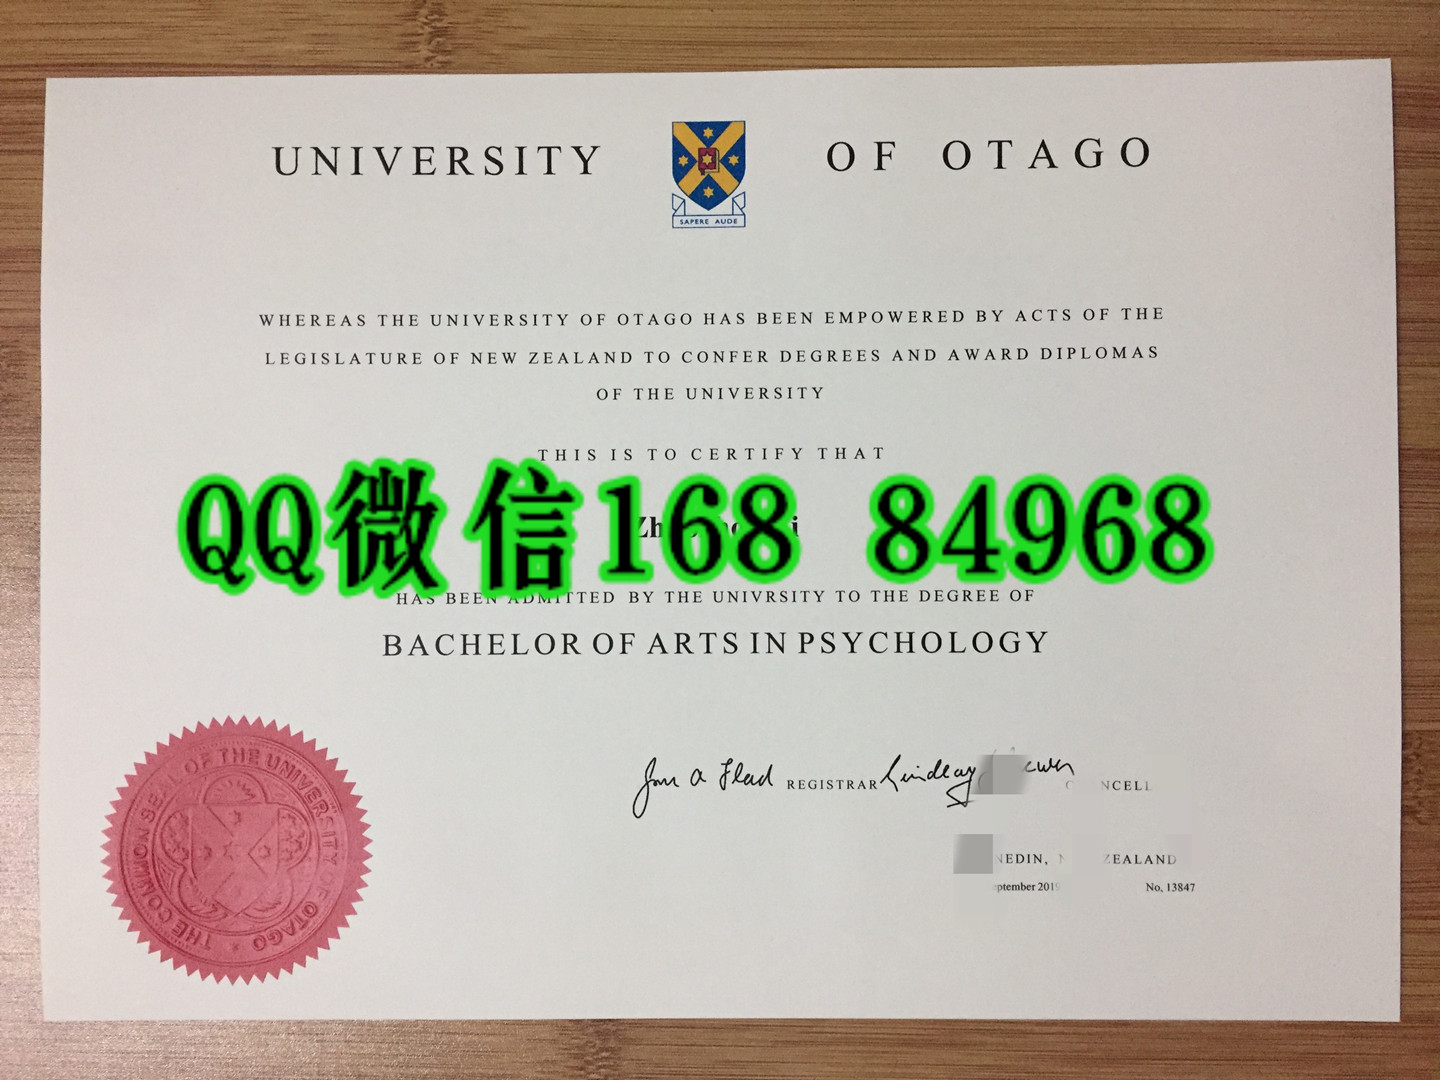 UNIVERSITY OF OTAGO
SAPERE AUDE
WHEREAS THE UNIVERSITY OF OTAGO HAS BEEN EMPOWERED BY ACTS OF THE
LEGISLATURE OF NEW ZEALAND TO CONFER DEGREES AND AWARD DIPLOMAS
OF THE UNIVERSITY
THIS IS TO CERTIFY THAT
QQ微信168 84968
HAS BEEN ADMITTED BY THE UNIVRSITY TO THE DEGREE OF
BACHELOR OF ARTS IN PSYCHOLOGY
REGISTRAR
ZEALAND
2019 No, 13847
THE COMMON SEAL OF THE UNIVERSITY OF OTAGO